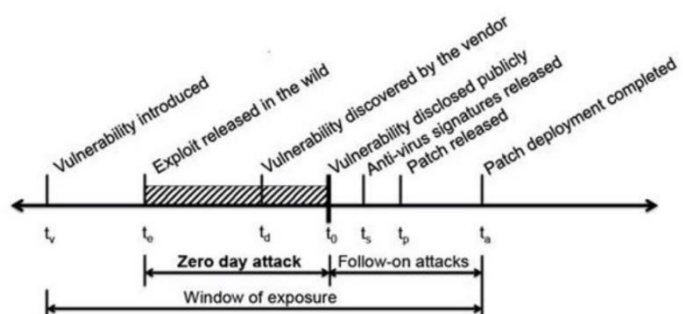 Vulnerability introduced
Exploit released in the wild
Vulnerability discovered by the vendor
Vulnerability disclosed publicly
Anti-virus signatures released
Patch released
Patch deployment completed
tv te td t0 ts tp ta
Zero day attack Follow-on attacks
Window of exposure